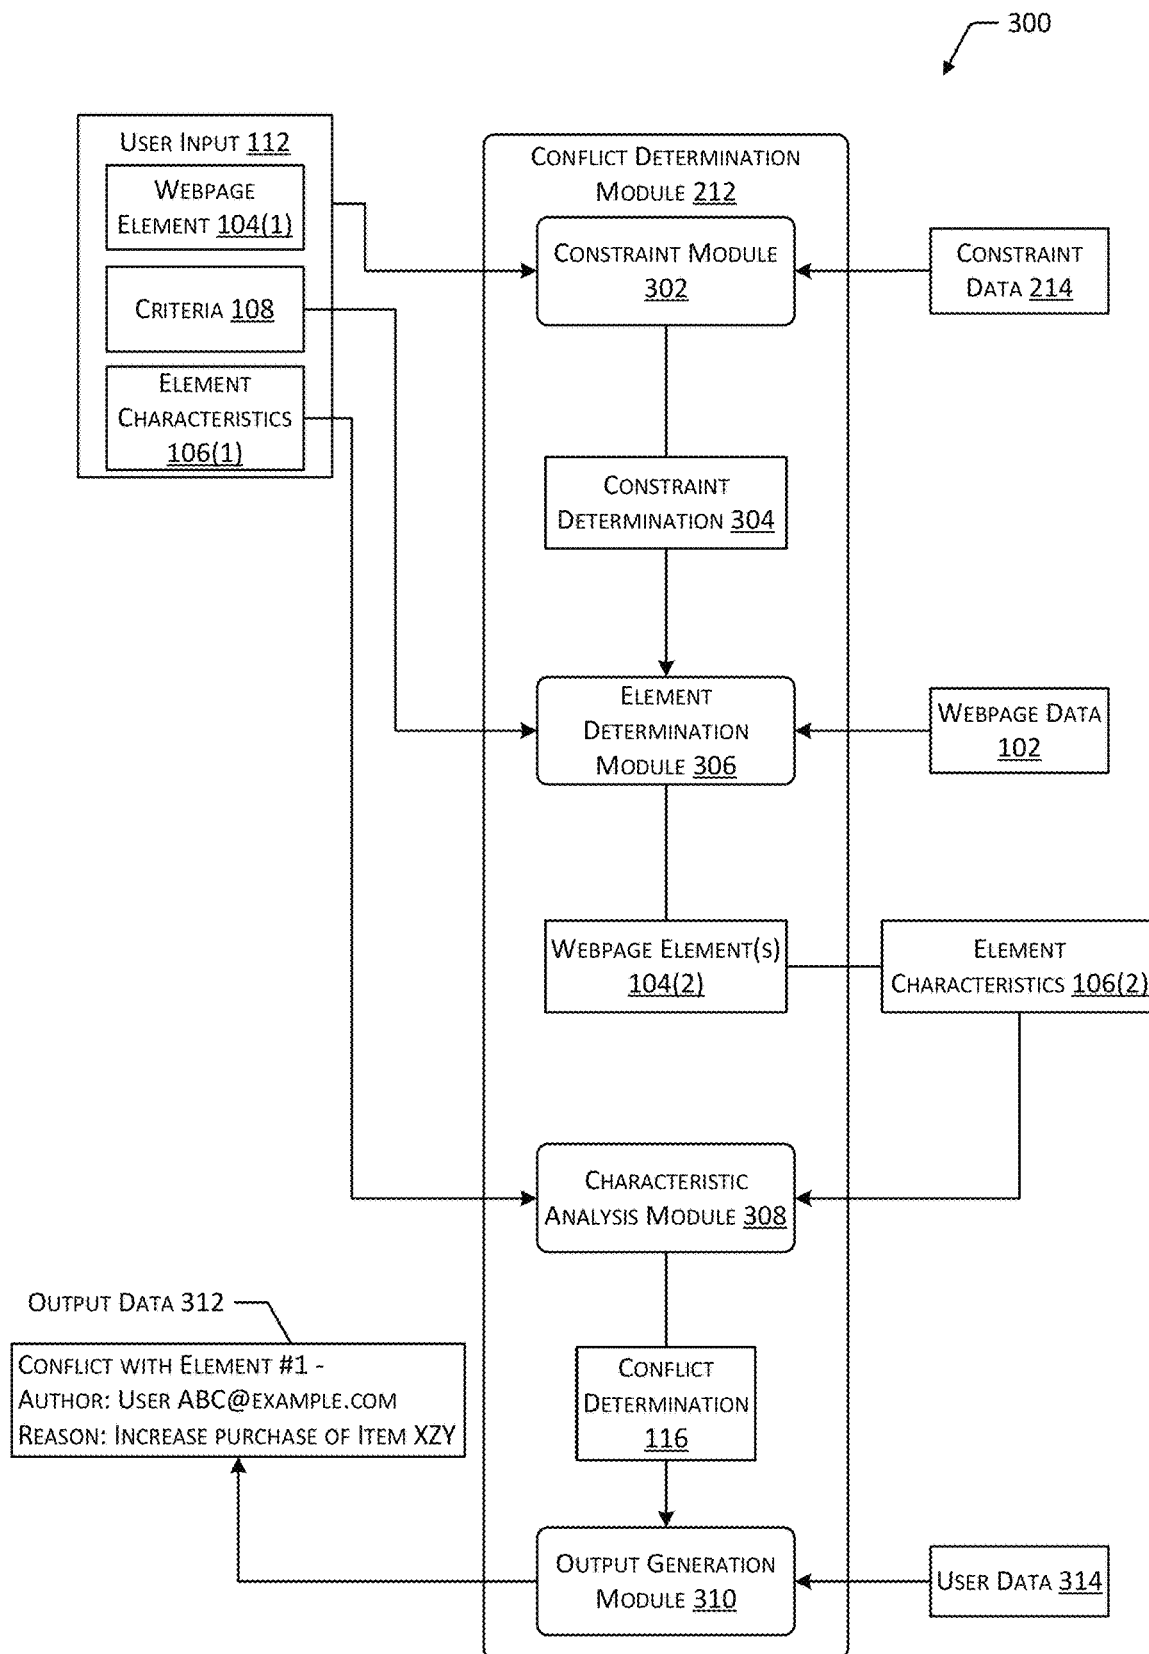 300
USER INPUT 112
WEBPAGE
ELEMENT 104(1)
CRITERIA 108
ELEMENT
CHARACTERISTICS
106(1)
CONFLICT DETERMINATION
MODULE 212
CONSTRAINT MODULE
302
CONSTRAINT
DATA 214
CONSTRAINT
DETERMINATION 304
ELEMENT
DETERMINATION
MODULE 306
WEBPAGE DATA
102
WEBPAGE ELEMENT(S)
104(2)
ELEMENT
CHARACTERISTICS 106(2)
CHARACTERISTIC
ANALYSIS MODULE 308
OUTPUT DATA 312
CONFLICT WITH ELEMENT #1 -
AUTHOR: USER ABC@EXAMPLE.COM
REASON: INCREASE PURCHASE OF ITEM XZY
CONFLICT
DETERMINATION
116
OUTPUT GENERATION
MODULE 310
USER DATA 314